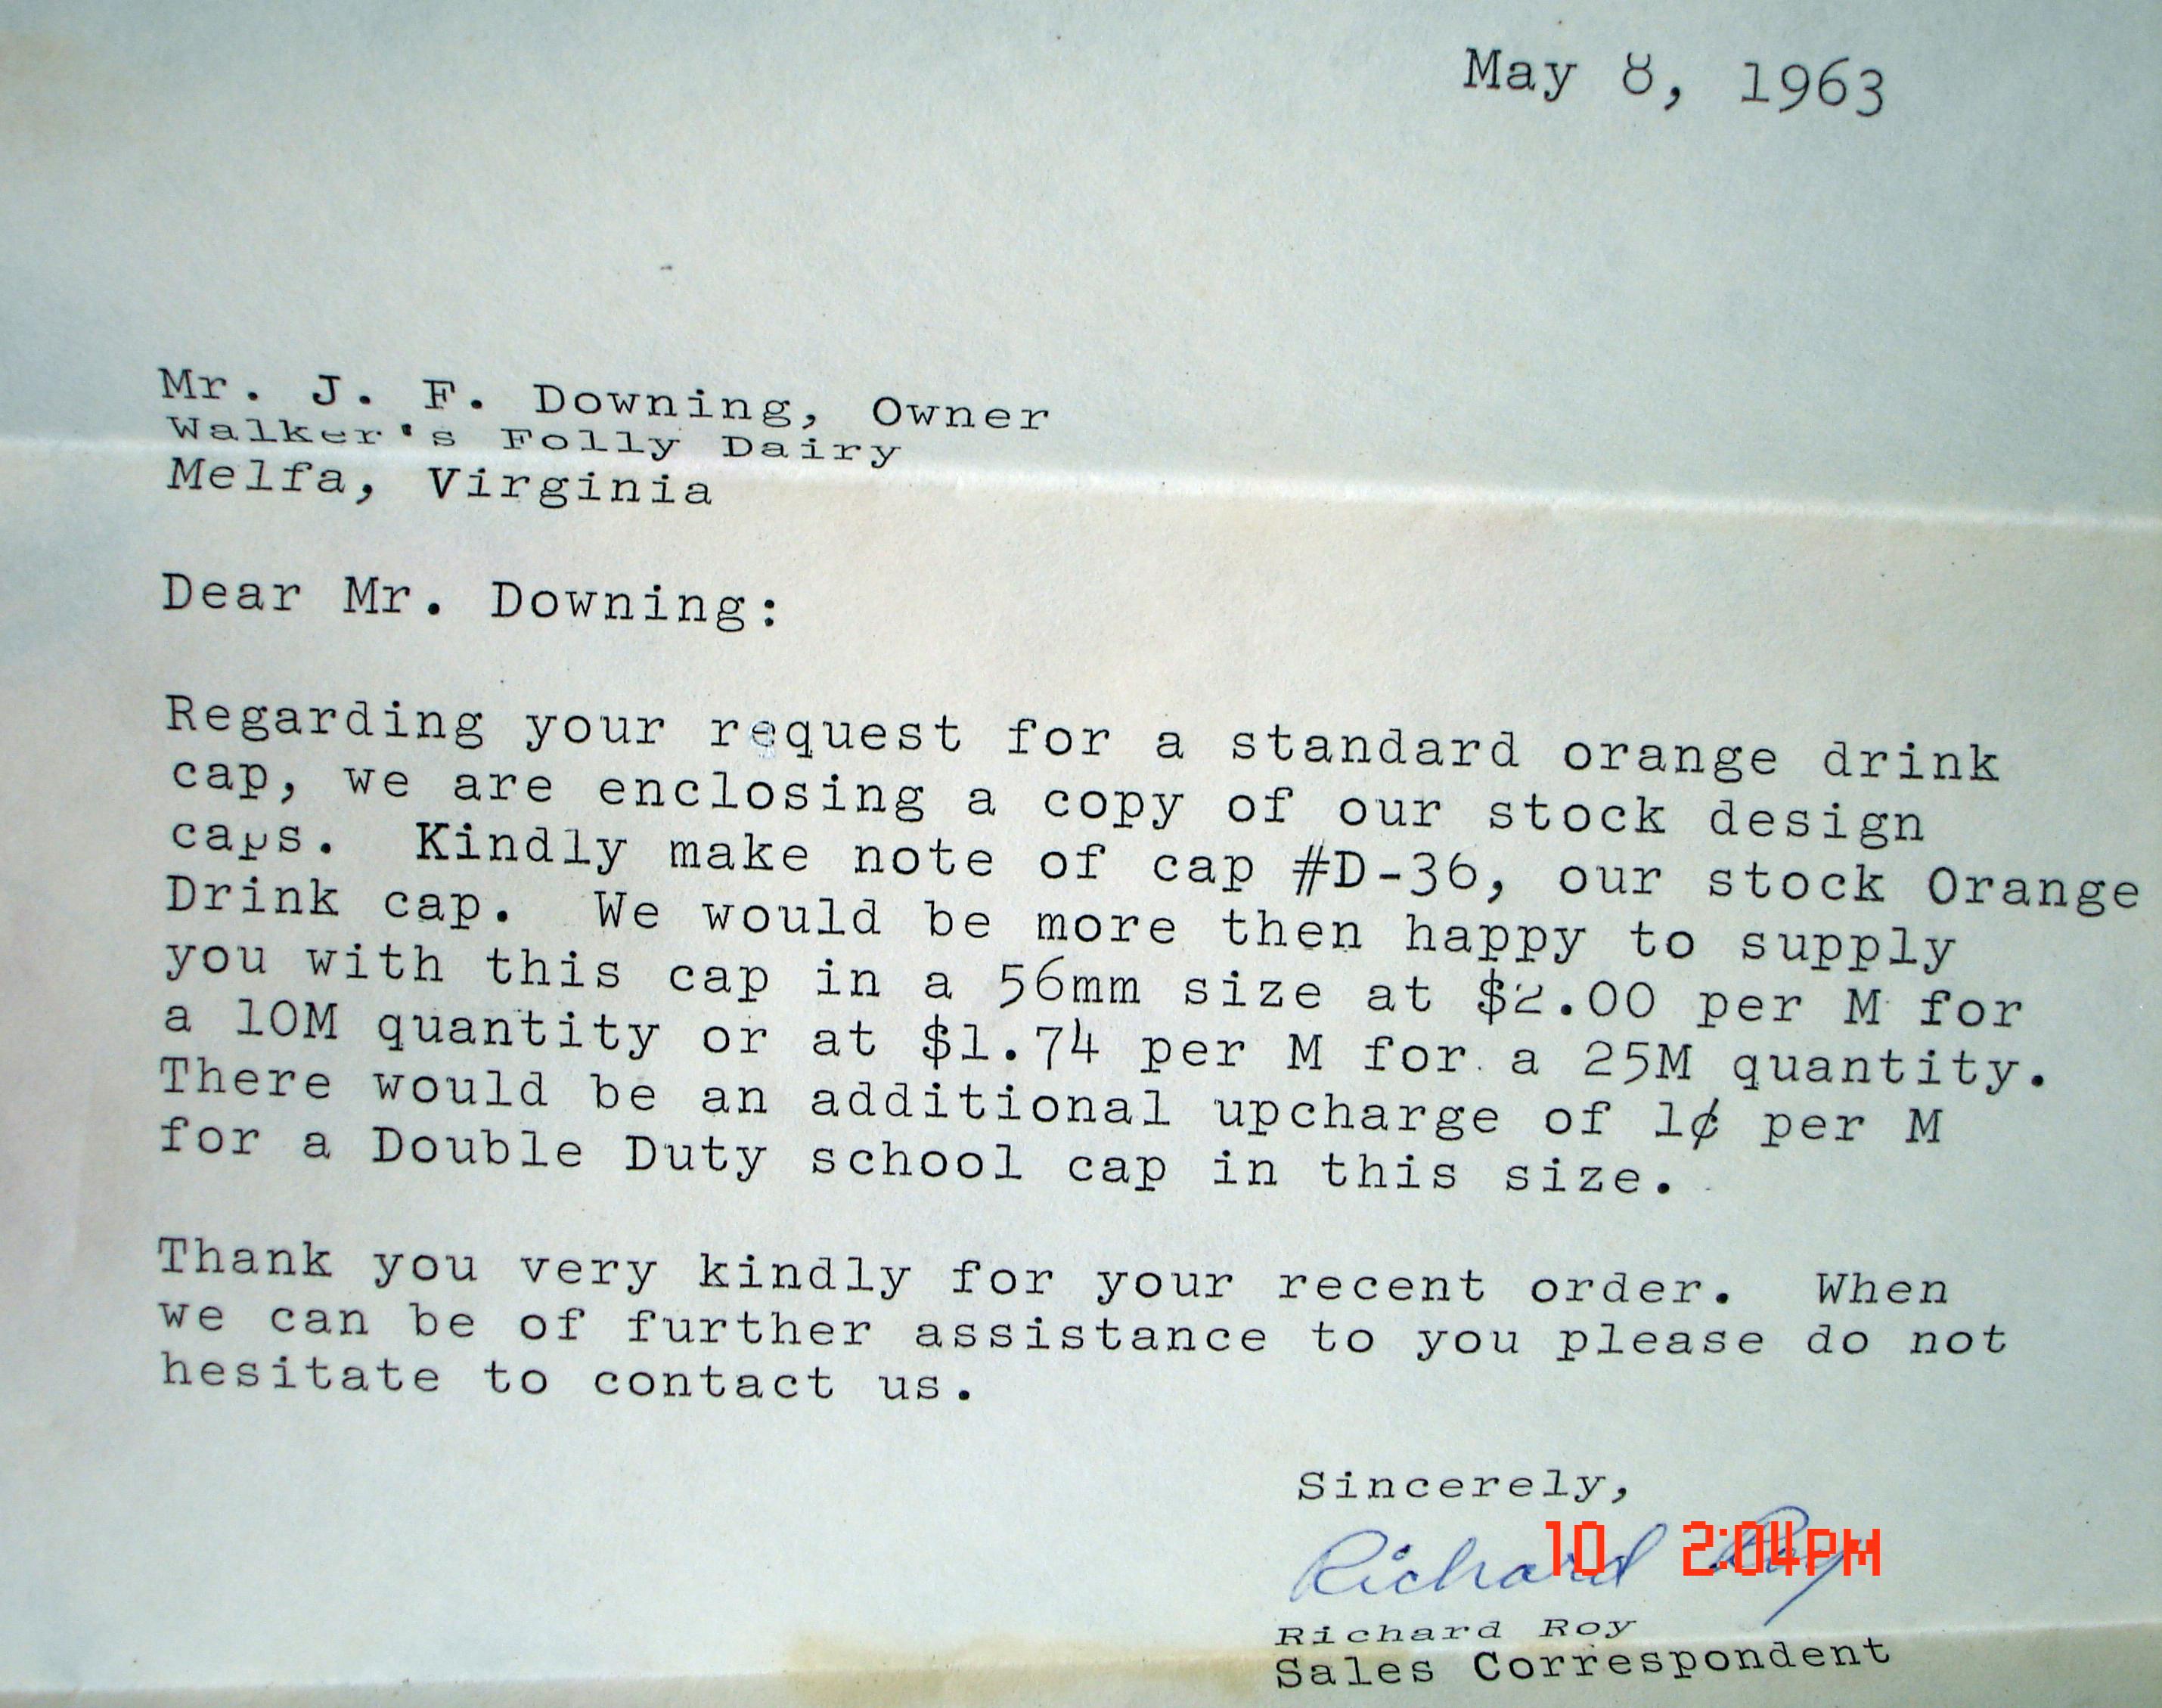 May 8, 1963
Mr. J. F. Downing, Owner
Walker's Folly Dairy
Melfa, Virginia
Dear Mr. Downing:
Regarding your request for a standard orange drink
cap, we are enclosing a copy of our stock design
caps.  Kindly make note of cap #D-36, our stock Orange
Drink cap.  We would be more then happy to supply
you with this cap in a 56mm size at $2.00 per M for
a 10M quantity or at $1.74 per M for a 25M quantity.
There would be an additional upcharge of 1¢ per M
for a Double Duty school cap in this size.
Thank you very kindly for your recent order.  When
we can be of further assistance to you please do not
hesitate to contact us.
Sincerely,
Richard Roy
10 2:04PM
Richard Roy
Sales Correspondent